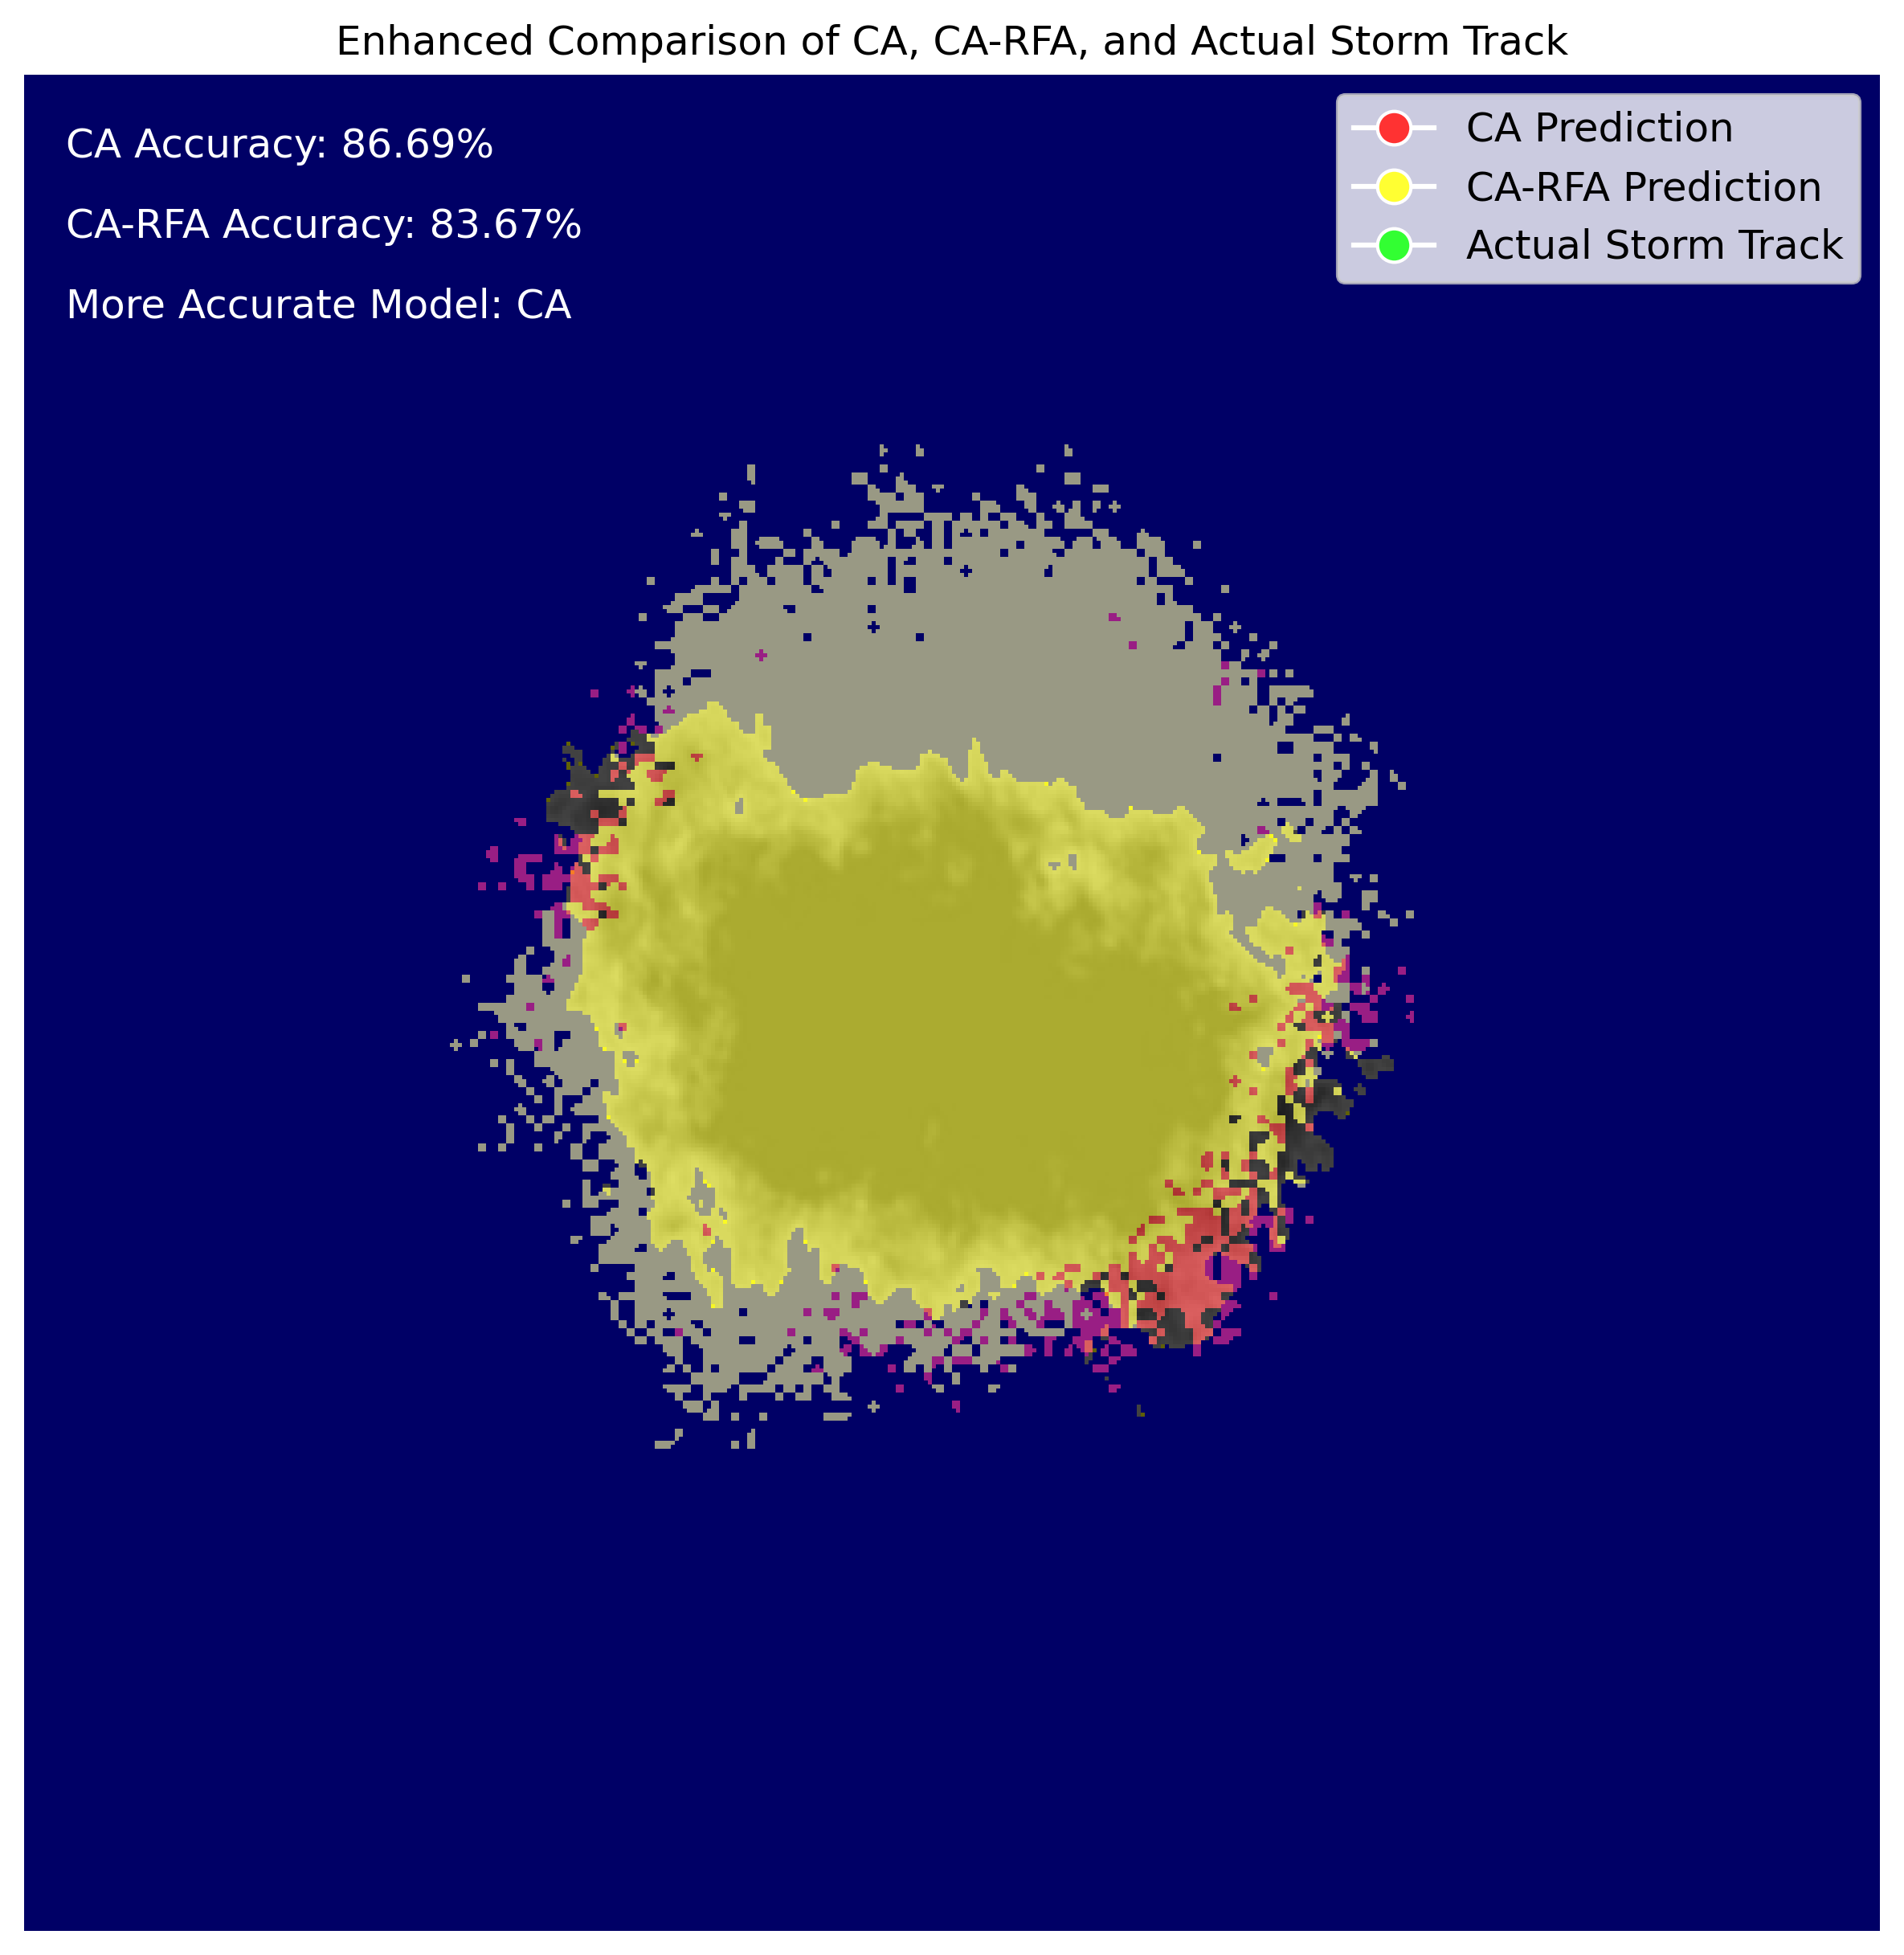 Enhanced Comparison of CA, CA-RFA, and Actual Storm Track
CA Accuracy: 86.69%
CA-RFA Accuracy: 83.67%
More Accurate Model: CA
CA Prediction
CA-RFA Prediction
Actual Storm Track